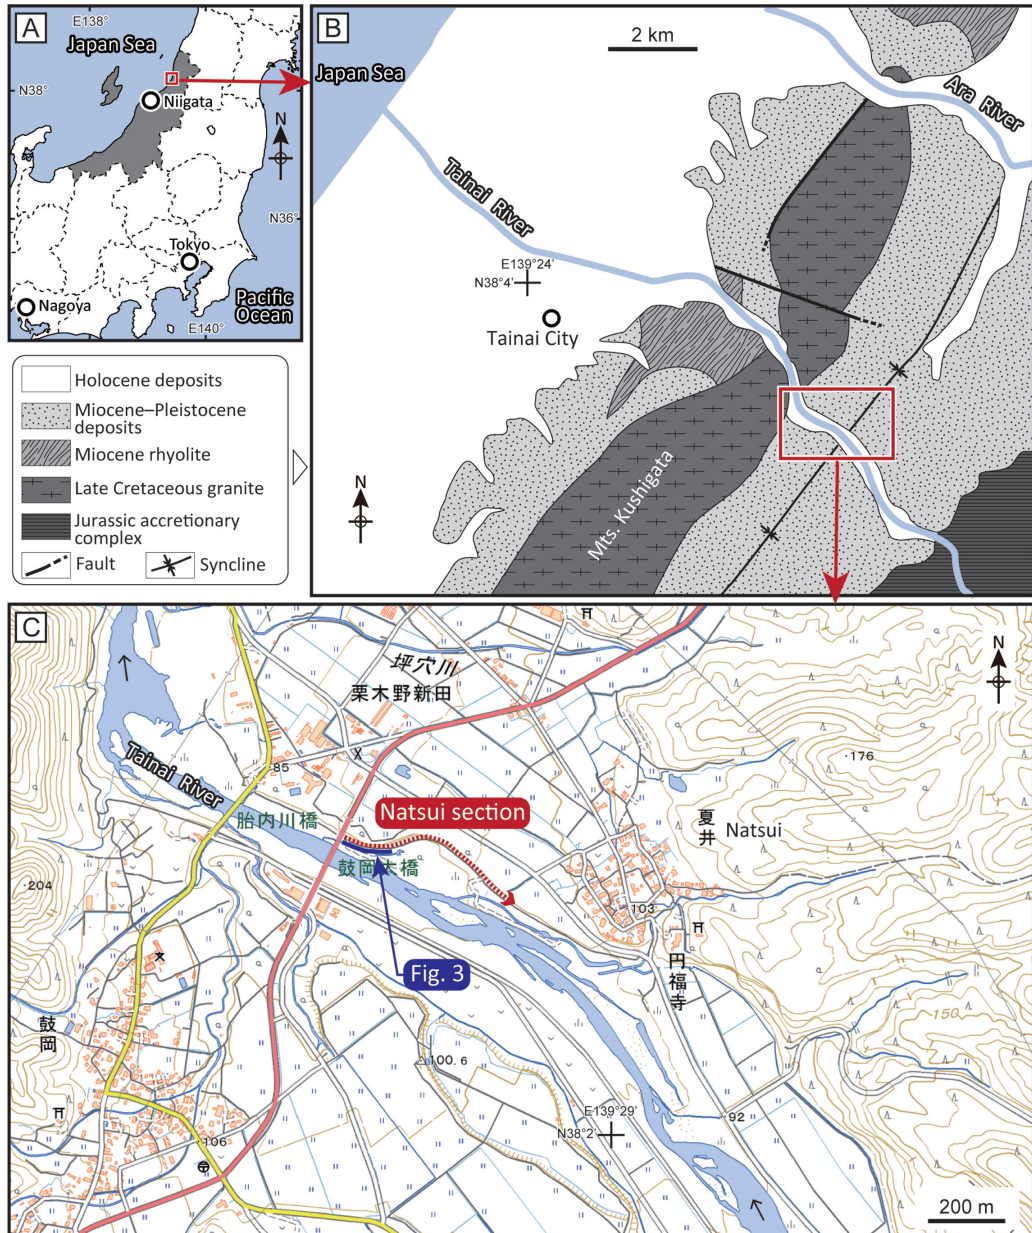 A
E138°
Japan Sea
N38°
Niigata
N
N36°
Tokyo
Nagoya
Pacific
Ocean
E140°
B
2 km
Japan Sea
Ara River
Tainai River
E139°24'
N38°4'
Tainai City
N
Mts. Kushigata
Holocene deposits
Miocene–Pleistocene
deposits
Miocene rhyolite
Late Cretaceous granite
Jurassic accretionary
complex
Fault
Syncline
C
N
坪穴川
栗木野新田
85
176
Tainai River
Natsui section
夏井
Natsui
胎内川橋
鼓岡大橋
204
103
Fig. 3
円福寺
鼓岡
150
100.6
E139°29'
N38°2'
92
106
200 m